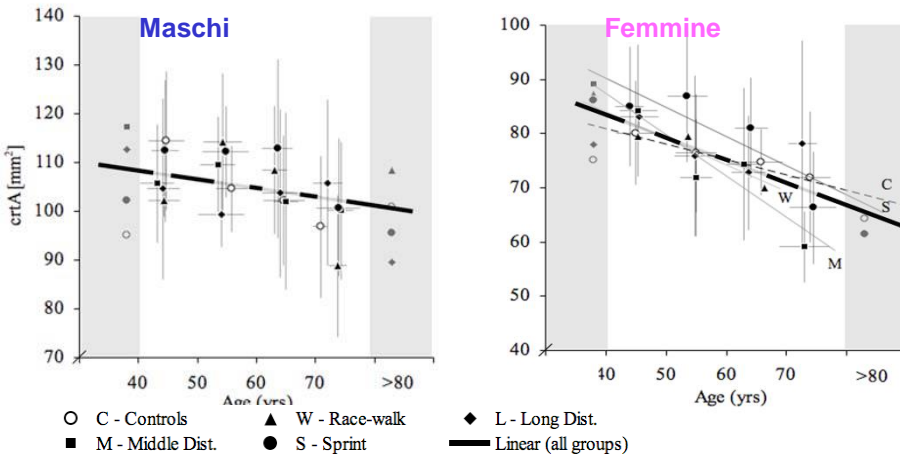 Maschi
Femmine
140
130
120
110
100
90
80
70
crtA [mm²]
40 50 60 70 >80
Age (yrs)
100
90
80
70
60
50
40
C
S
W
M
40 50 60 70 >80
Age (yrs)
C - Controls
W - Race-walk
L - Long Dist.
M - Middle Dist.
S - Sprint
Linear (all groups)